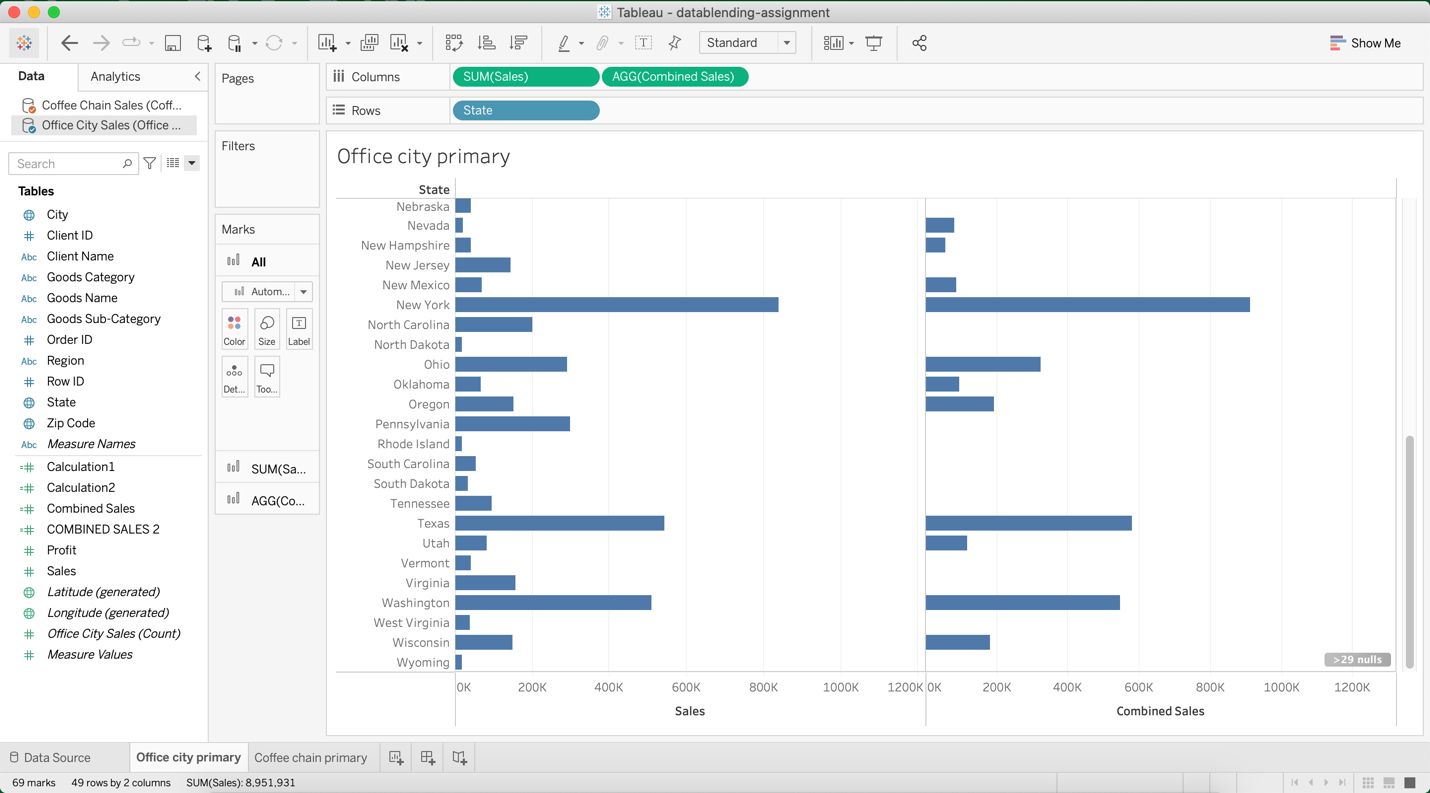 Tableau - datablending-assignment
Standard
Show Me
Data
Analytics
Coffee Chain Sales (Coff...
Office City Sales (Office ...
Search
Tables
City
Client ID
Abc Client Name
Abc Goods Category
Abc Goods Name
Abc Goods Sub-Category
Order ID
Abc Region
Row ID
State
Zip Code
Abc Measure Names
Calculation1
Calculation2
Combined Sales
COMBINED SALES 2
Profit
Sales
Latitude (generated)
Longitude (generated)
Office City Sales (Count)
Measure Values
Pages
Filters
Marks
All
Autom...
Color Size Label
Det... Too...
SUM(Sa...
AGG(Co...
Columns SUM(Sales) AGG(Combined Sales)
Rows State
Office city primary
State
Nebraska
Nevada
New Hampshire
New Jersey
New Mexico
New York
North Carolina
North Dakota
Ohio
Oklahoma
Oregon
Pennsylvania
Rhode Island
South Carolina
South Dakota
Tennessee
Texas
Utah
Vermont
Virginia
Washington
West Virginia
Wisconsin
Wyoming
>29 nulls
0K 200K 400K 600K 800K 1000K 1200K 0K 200K 400K 600K 800K 1000K 1200K
Sales Combined Sales
Data Source Office city primary Coffee chain primary
69 marks 49 rows by 2 columns SUM(Sales): 8,951,931